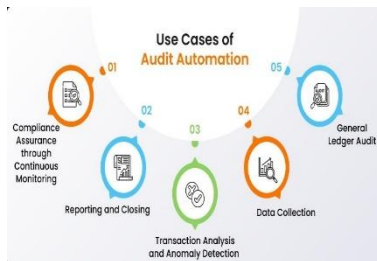 Use Cases of
Audit Automation
01
Compliance
Assurance
through
Continuous
Monitoring
02
Reporting and Closing
03
Transaction Analysis
and Anomaly Detection
04
Data Collection
05
General
Ledger Audit